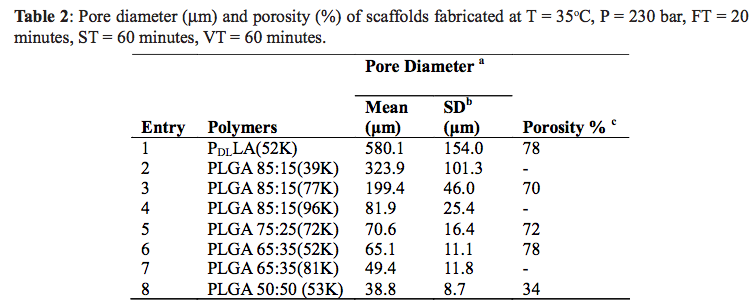 Table 2: Pore diameter (μm) and porosity (%) of scaffolds fabricated at T = 35ºC, P = 230 bar, FT = 20
minutes, ST = 60 minutes, VT = 60 minutes.
Pore Diameter ª
Mean SDᵇ
Entry Polymers (μm) (μm) Porosity % ᶜ
1 PDLLA(52K) 580.1 154.0 78
2 PLGA 85:15(39K) 323.9 101.3 -
3 PLGA 85:15(77K) 199.4 46.0 70
4 PLGA 85:15(96K) 81.9 25.4 -
5 PLGA 75:25(72K) 70.6 16.4 72
6 PLGA 65:35(52K) 65.1 11.1 78
7 PLGA 65:35(81K) 49.4 11.8 -
8 PLGA 50:50 (53K) 38.8 8.7 34